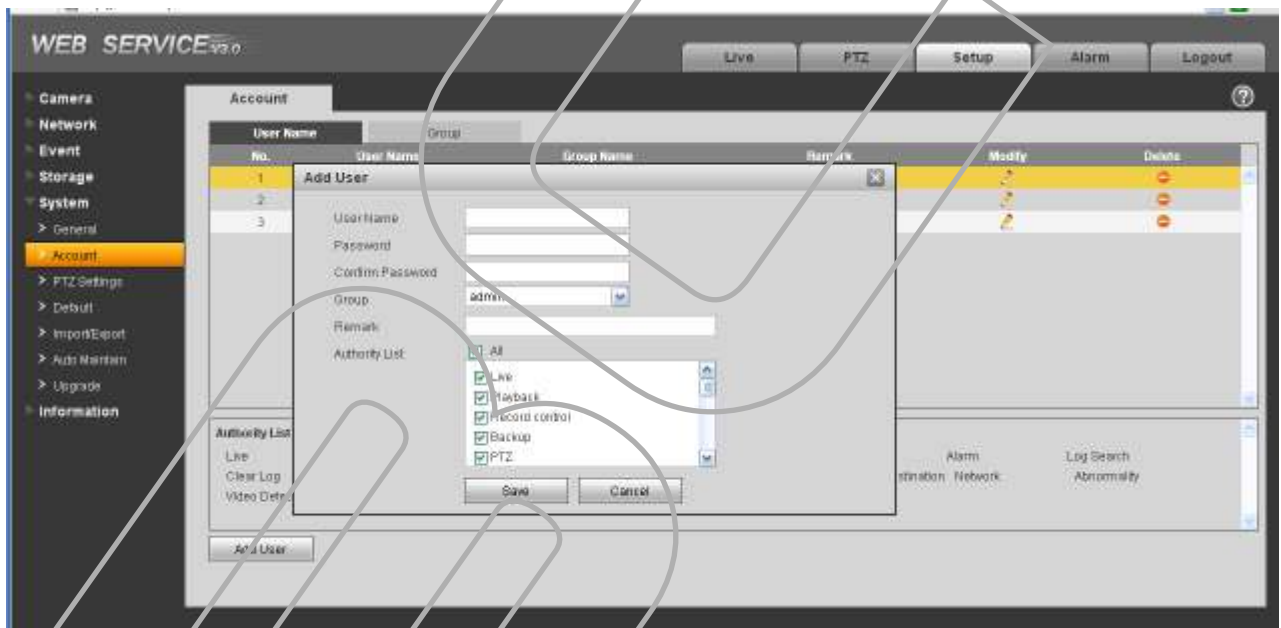 WEB SERVICE V3.0
Live PTZ Setup Alarm Logout
Camera
Network
Event
Storage
System
> General
> Account
> PTZ Settings
> Default
> Import/Export
> Auto Maintain
> Upgrade
Information
Account
User Name Group
No. User Name Group Name Remark Modify Delete
1
2
3
Add User
User Name
Password
Confirm Password
Group admin
Remark
Authority List All
Live
Playback
Record control
Backup
PTZ
Save Cancel
Authority List
Live Alarm Log Search
Clear Log Network Abnormality
Video
Add User